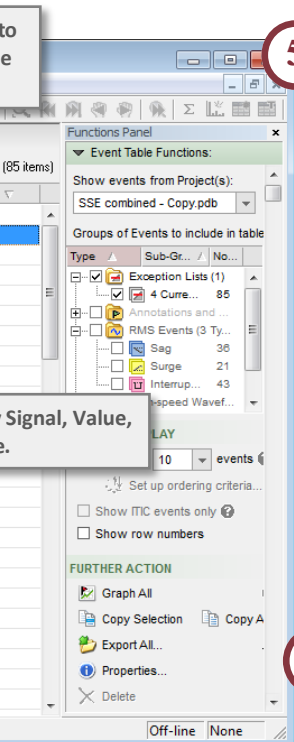 to
e
5
Functions Panel
Event Table Functions:
(85 items)
Show events from Project(s):
SSE combined - Copy.pdb
Groups of Events to include in table
Type Sub-Gr... No...
Exception Lists (1)
4 Curre... 85
Annotations and ...
RMS Events (3 Ty...
Sag 36
Surge 21
Interrup... 43
-speed Wavef...
Signal, Value,
e.
LAY
10 events
Set up ordering criteria...
Show ITIC events only
Show row numbers
FURTHER ACTION
Graph All
Copy Selection Copy A
Export All...
Properties...
Delete
Off-line None